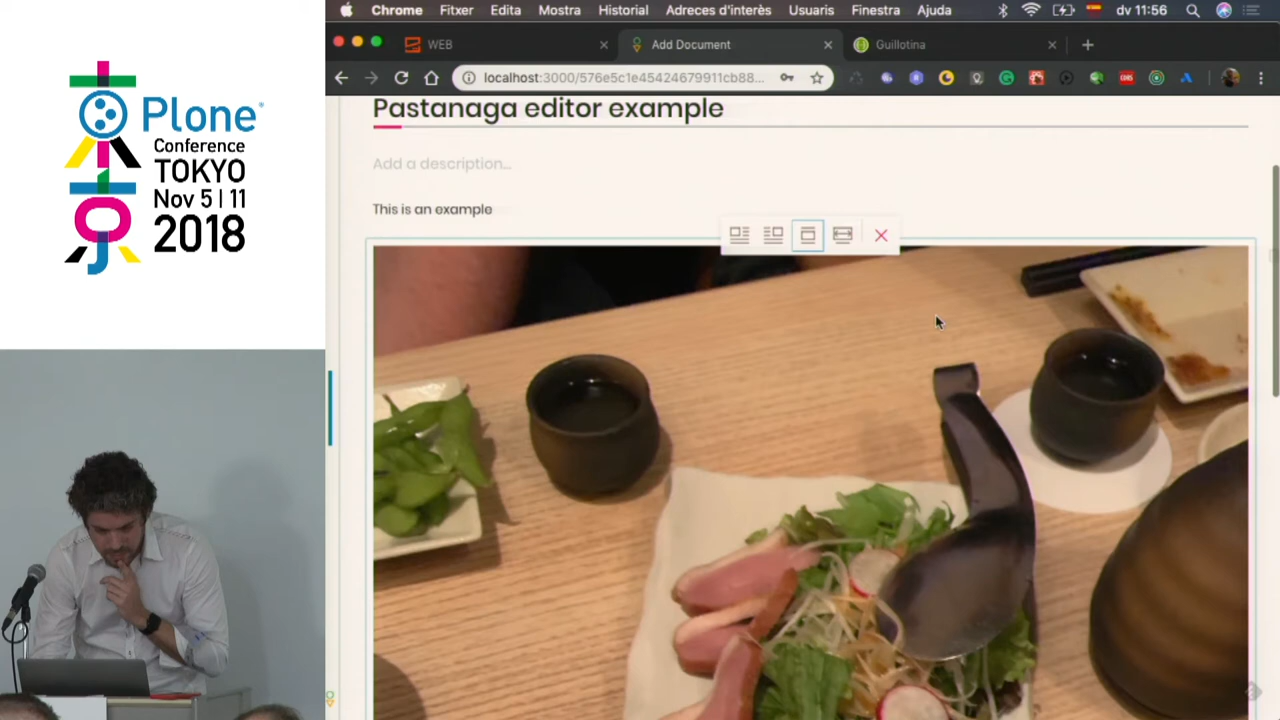 Plone®
Conference
TOKYO
Nov 5 | 11
2018
Chrome Fitxer Edita Mostra Historial Adreces d'interès Usuaris Finestra Ajuda dv 11:56
WEB
Add Document
Guillotina
localhost:3000/576e5c1e45424679911cb88...
Pastanaga editor example
Add a description...
This is an example